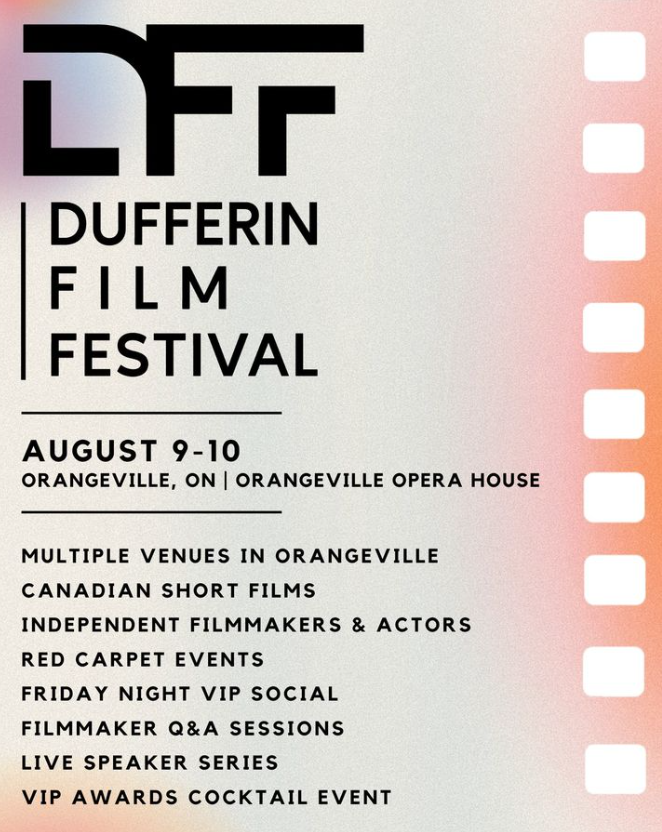 DFF
DUFFERIN
FILM
FESTIVAL
AUGUST 9-10
ORANGEVILLE, ON | ORANGEVILLE OPERA HOUSE
MULTIPLE VENUES IN ORANGEVILLE
CANADIAN SHORT FILMS
INDEPENDENT FILMMAKERS & ACTORS
RED CARPET EVENTS
FRIDAY NIGHT VIP SOCIAL
FILMMAKER Q&A SESSIONS
LIVE SPEAKER SERIES
VIP AWARDS COCKTAIL EVENT